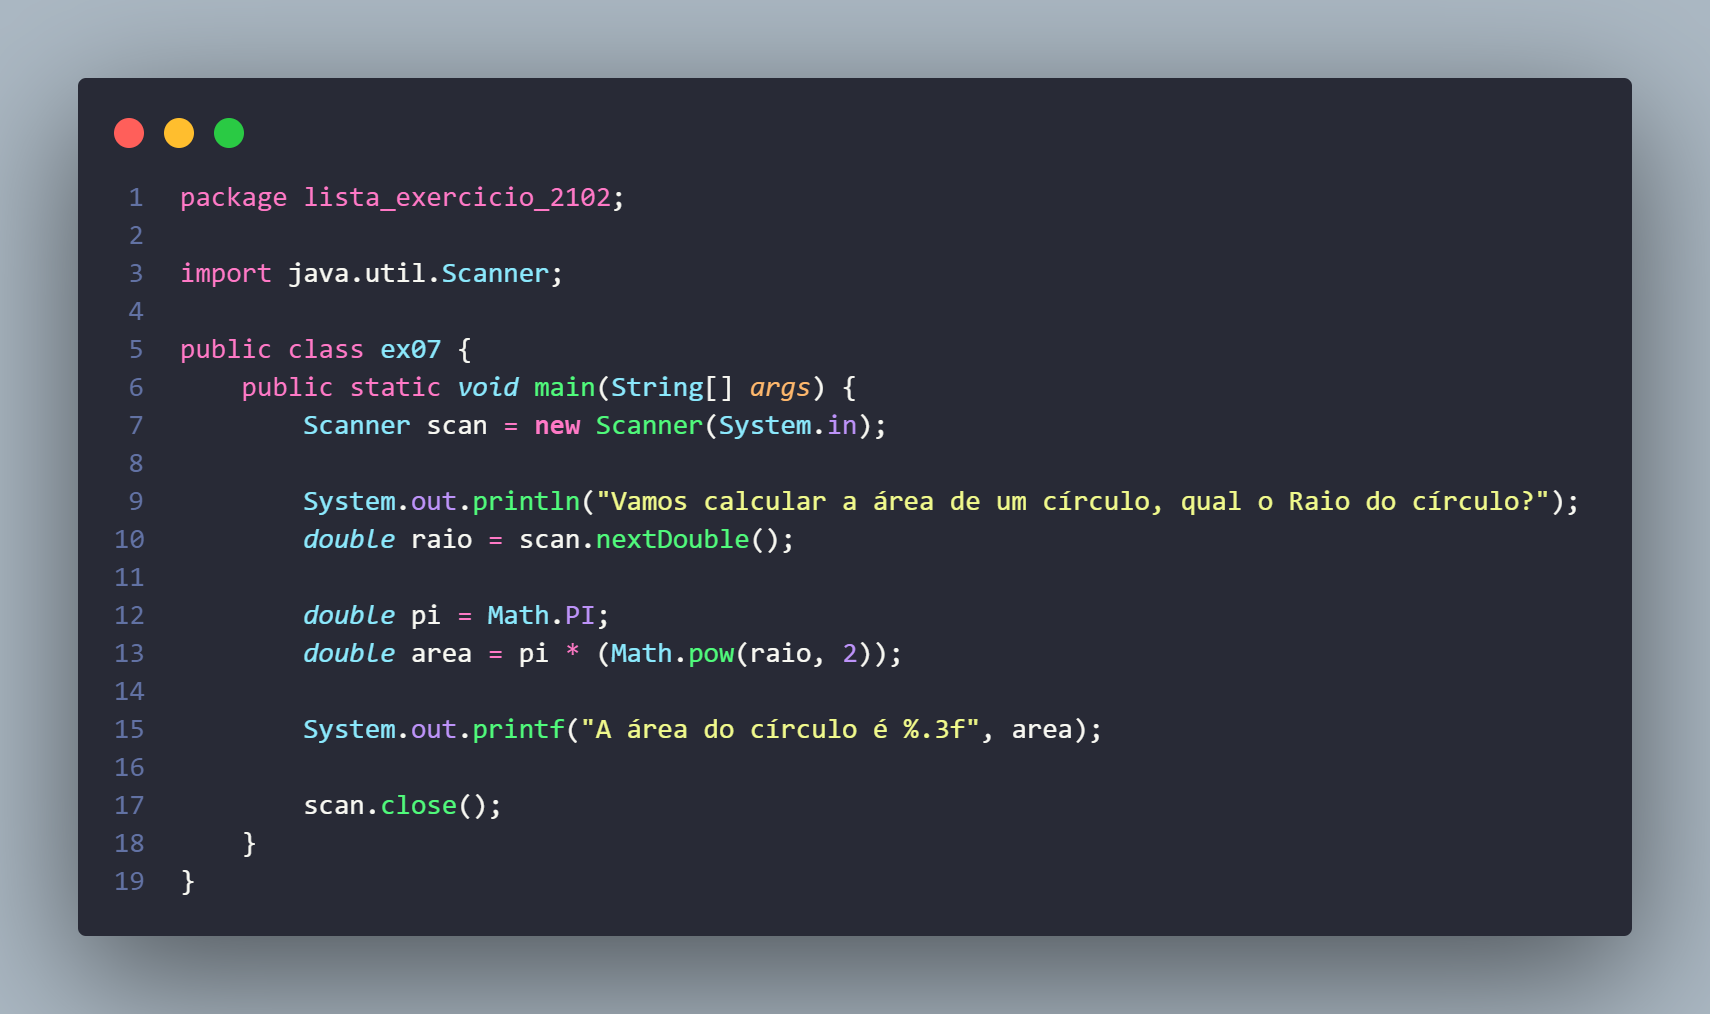 1 package lista_exercicio_2102;
2
3 import java.util.Scanner;
4
5 public class ex07 {
6     public static void main(String[] args) {
7         Scanner scan = new Scanner(System.in);
8
9         System.out.println("Vamos calcular a área de um círculo, qual o Raio do círculo?");
10         double raio = scan.nextDouble();
11
12         double pi = Math.PI;
13         double area = pi * (Math.pow(raio, 2));
14
15         System.out.printf("A área do círculo é %.3f", area);
16
17         scan.close();
18     }
19 }